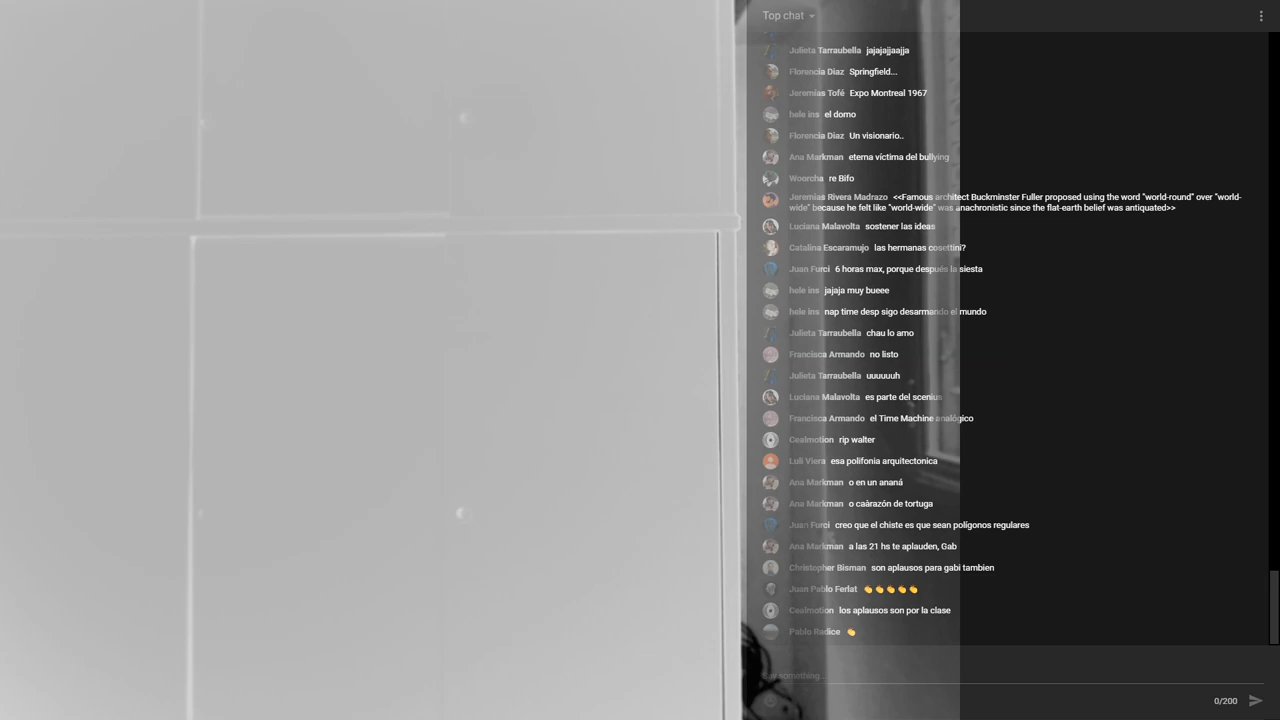 Top chat
Julieta Tarraubella jajajajjaajja
Florencia Diaz Springfield...
Jeremías Tofé Expo Montreal 1967
hele ins el domo
Florencia Diaz Un visionario..
Ana Markman eterna víctima del bullying
Woorcha re Bifo
Jeremias Rivera Madrazo <<Famous architect Buckminster Fuller proposed using the word "world-round" over "world-
wide" because he felt like "world-wide" was anachronistic since the flat-earth belief was antiquated>>
Luciana Malavolta sostener las ideas
Catalina Escaramujo las hermanas cosettini?
Juan Furci 6 horas max, porque después la siesta
hele ins jajaja muy bueee
hele ins nap time desp sigo desarmando el mundo
Julieta Tarraubella chau lo amo
Francisca Armando no listo
Julieta Tarraubella uuuuuuh
Luciana Malavolta es parte del scenius
Francisca Armando el Time Machine analógico
Cealmotion rip walter
Luli Viera esa polifonia arquitectonica
Ana Markman o en un ananá
Ana Markman o caàrazón de tortuga
Juan Furci creo que el chiste es que sean polígonos regulares
Ana Markman a las 21 hs te aplauden, Gab
Christopher Bisman son aplausos para gabi tambien
Juan Pablo Ferlat 👏👏👏👏👏
Cealmotion los aplausos son por la clase
Pablo Radice 👏
Say something...
0/200